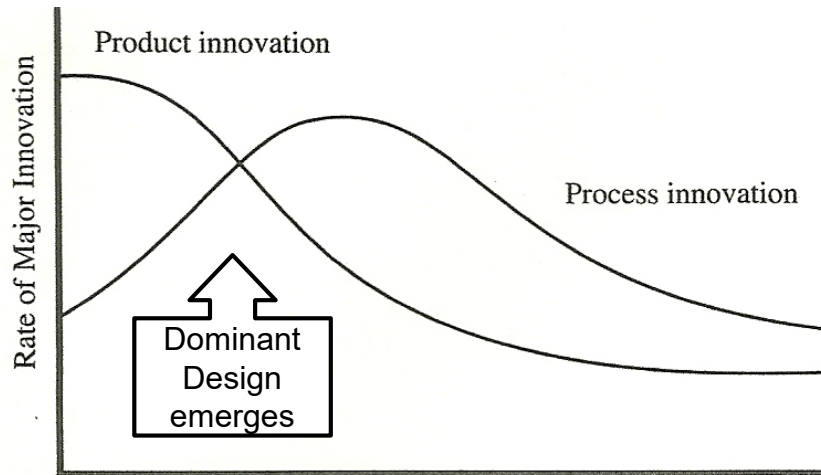 Product innovation
Rate of Major Innovation
Process innovation
Dominant
Design
emerges